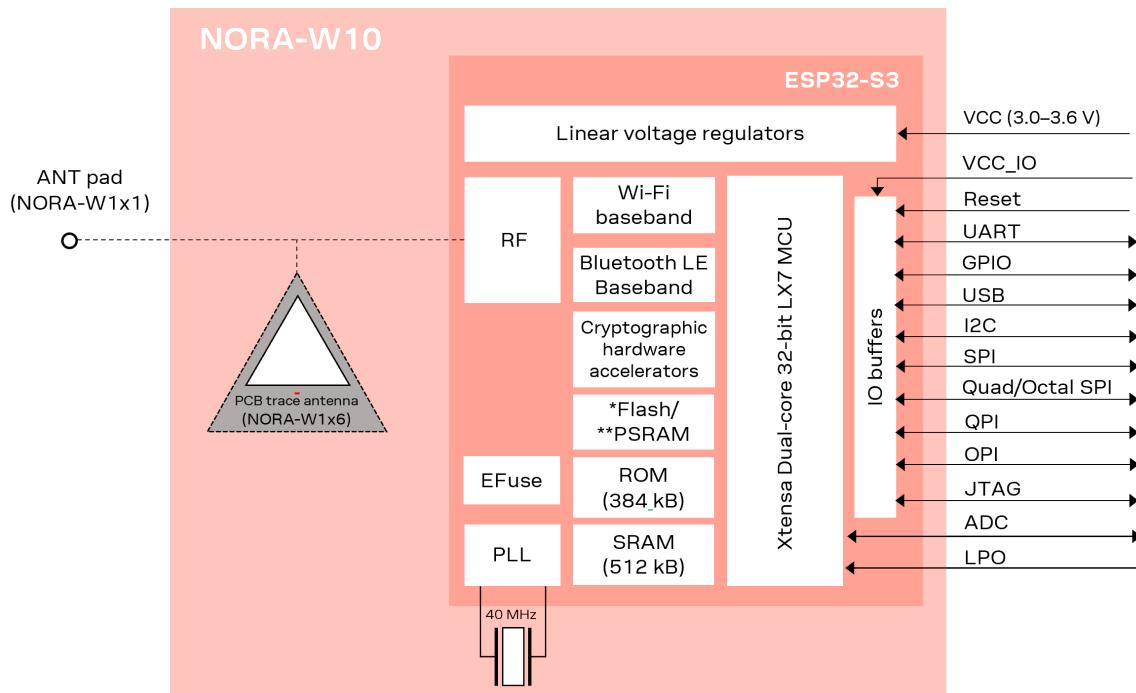 NORA-W10
ESP32-S3
Linear voltage regulators
VCC (3.0–3.6 V)
VCC_IO
ANT pad
(NORA-W1x1)
RF
Wi-Fi
baseband
Bluetooth LE
Baseband
Cryptographic
hardware
accelerators
*Flash/
**PSRAM
EFuse
ROM
(384 kB)
PLL
SRAM
(512 kB)
40 MHz
PCB trace antenna
(NORA-W1x6)
Xtensa Dual-core 32-bit LX7 MCU
IO buffers
Reset
UART
GPIO
USB
I2C
SPI
Quad/Octal SPI
QPI
OPI
JTAG
ADC
LPO